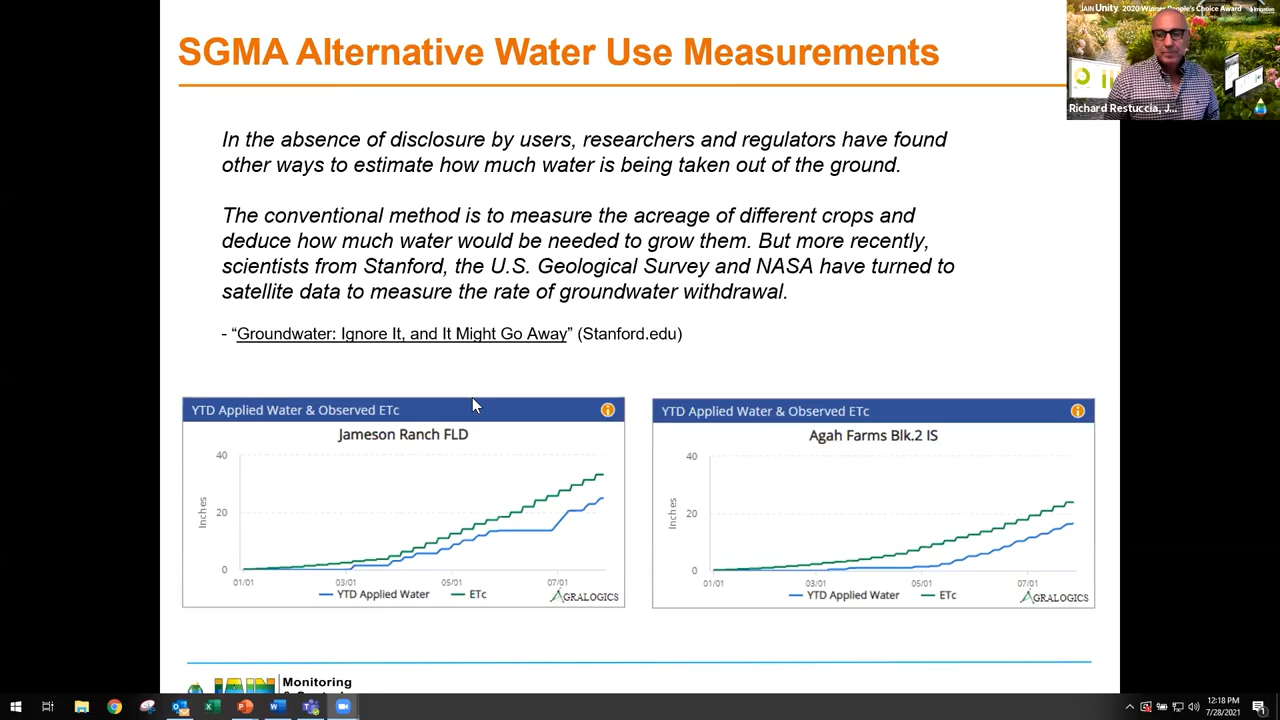 SGMA Alternative Water Use Measurements
JAIN Unity 2020 Winner People's Choice Award
Richard Restuccia, J...
In the absence of disclosure by users, researchers and regulators have found
other ways to estimate how much water is being taken out of the ground.
The conventional method is to measure the acreage of different crops and
deduce how much water would be needed to grow them. But more recently,
scientists from Stanford, the U.S. Geological Survey and NASA have turned to
satellite data to measure the rate of groundwater withdrawal.
- “Groundwater: Ignore It, and It Might Go Away” (Stanford.edu)
YTD Applied Water & Observed ETc
Jameson Ranch FLD
40
20
0
Inches
01/01 03/01 05/01 07/01
YTD Applied Water ETc
AGRALOGICS
YTD Applied Water & Observed ETc
Agah Farms Blk.2 IS
40
20
0
Inches
01/01 03/01 05/01 07/01
YTD Applied Water ETc
AGRALOGICS
JAIN
Monitoring
12:18 PM
7/28/2021